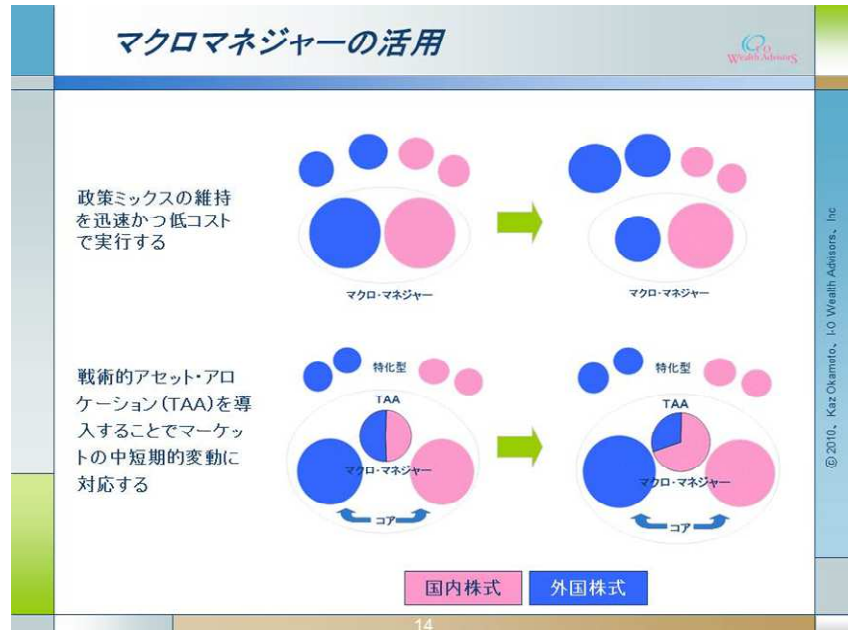 マクロマネジャーの活用
I-O
Wealth Advisors
政策ミックスの維持
を迅速かつ低コスト
で実行する
マクロ・マネジャー
マクロ・マネジャー
戦術的アセット・アロ
ケーション(TAA)を導
入することでマーケッ
トの中短期的変動に
対応する
特化型
TAA
マクロ・マネジャー
コア
特化型
TAA
マクロ・マネジャー
コア
国内株式
外国株式
© 2010、Kaz Okamoto、I-O Wealth Advisors、Inc
14